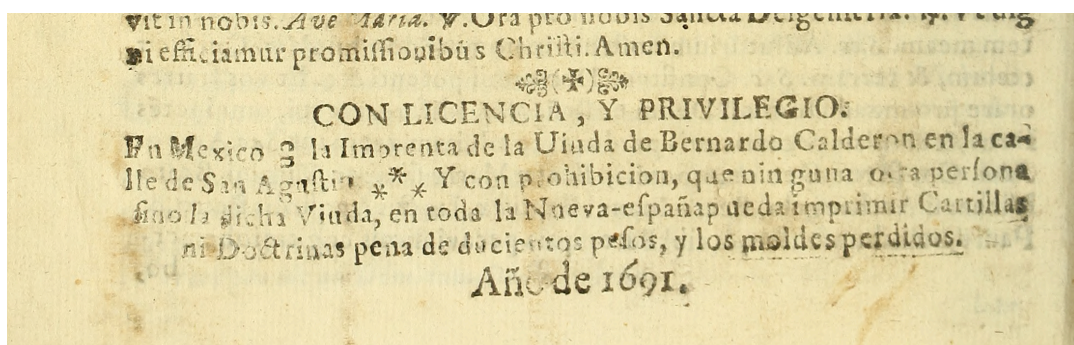 vit in nobis. Ave Maria. ℣. Ora pro nobis Sancta Deigenitrix. ℟. Vt dig
ni efficiamur promiſſionibus Chriſti. Amen.
CON LICENCIA, Y PRIVILEGIO:
En Mexico en la Imprenta de la Uiuda de Bernardo Calderon en la ca-
lle de San Aguſtin *** Y con prohibicion, que ninguna otra perſona
ſino la dicha Viuda, en toda la Nueva-eſpaña pueda imprimir Cartillas
ni Doctrinas pena de ducientos peſos, y los moldes perdidos.
Año de 1691.